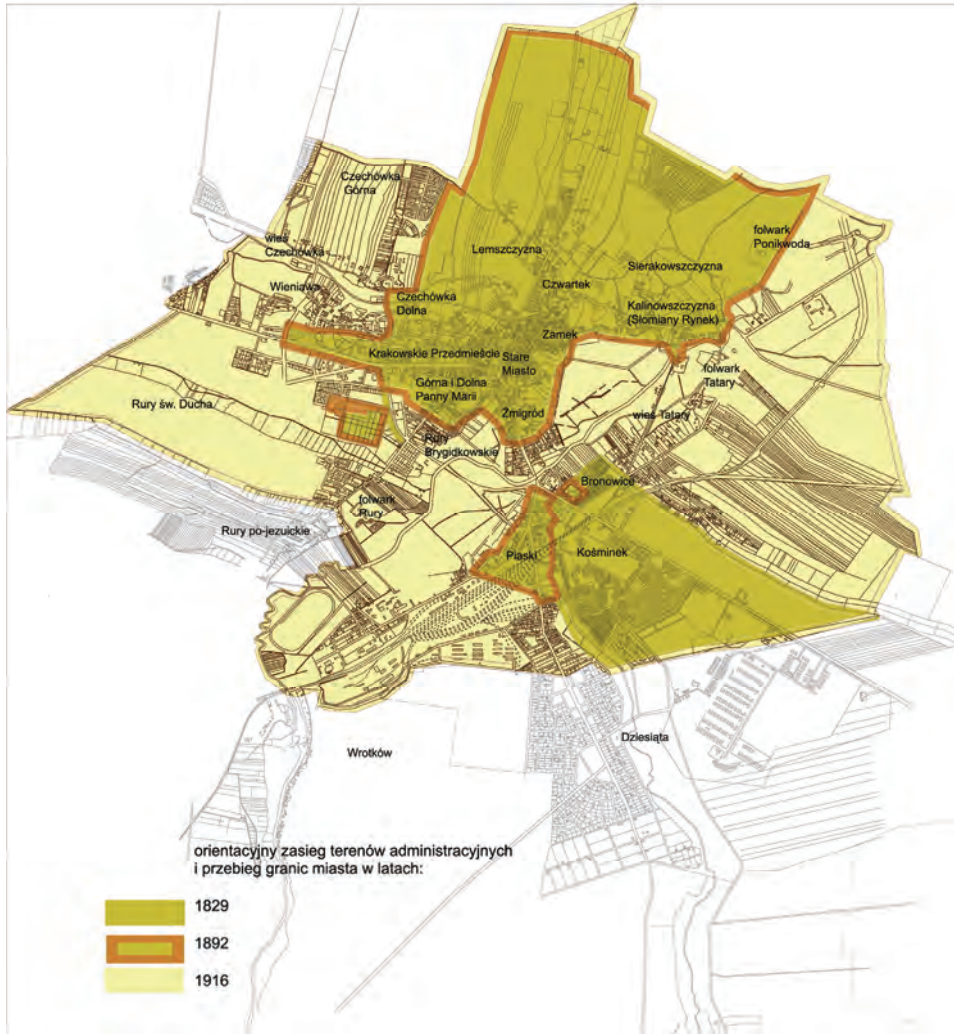 Czechówka
Górna
wieś
Czechówka
folwark
Ponikwoda
Lemszczyzna
Sierakowszczyzna
Czwartek
Wieniawa
Czechówka
Dolna
Kalinowszczyzna
(Słomiany Rynek)
Zamek
Krakowskie Przedmieście
Stare
Miasto
folwark
Tatary
Górna i Dolna
Panny Marii
Rury św. Ducha
Żmigród
wieś Tatary
Rury
Brygidkowskie
Bronowice
folwark
Rury
Rury po-jezuickie
Piaski
Kośminek
Dziesiąta
Wrotków
orientacyjny zasieg terenów administracyjnych
i przebieg granic miasta w latach:
1829
1892
1916